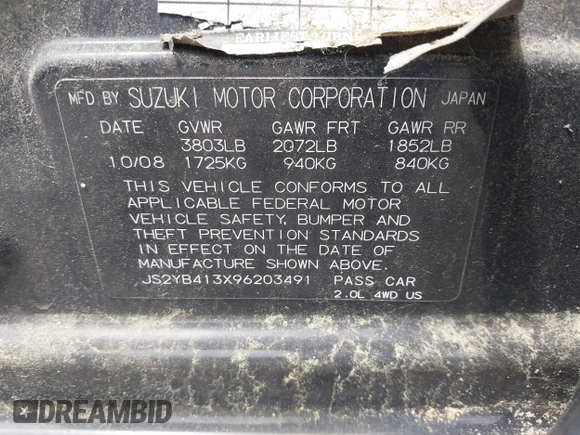 EARLIEST
MFD BY SUZUKI MOTOR CORPORATION JAPAN
DATE GVWR GAWR FRT GAWR RR
3803LB 2072LB 1852LB
10/08 1725KG 940KG 840KG
THIS VEHICLE CONFORMS TO ALL
APPLICABLE FEDERAL MOTOR
VEHICLE SAFETY, BUMPER AND
THEFT PREVENTION STANDARDS
IN EFFECT ON THE DATE OF
MANUFACTURE SHOWN ABOVE.
JS2YB413X96203491 PASS CAR
2.0L 4WD US
DREAMBID